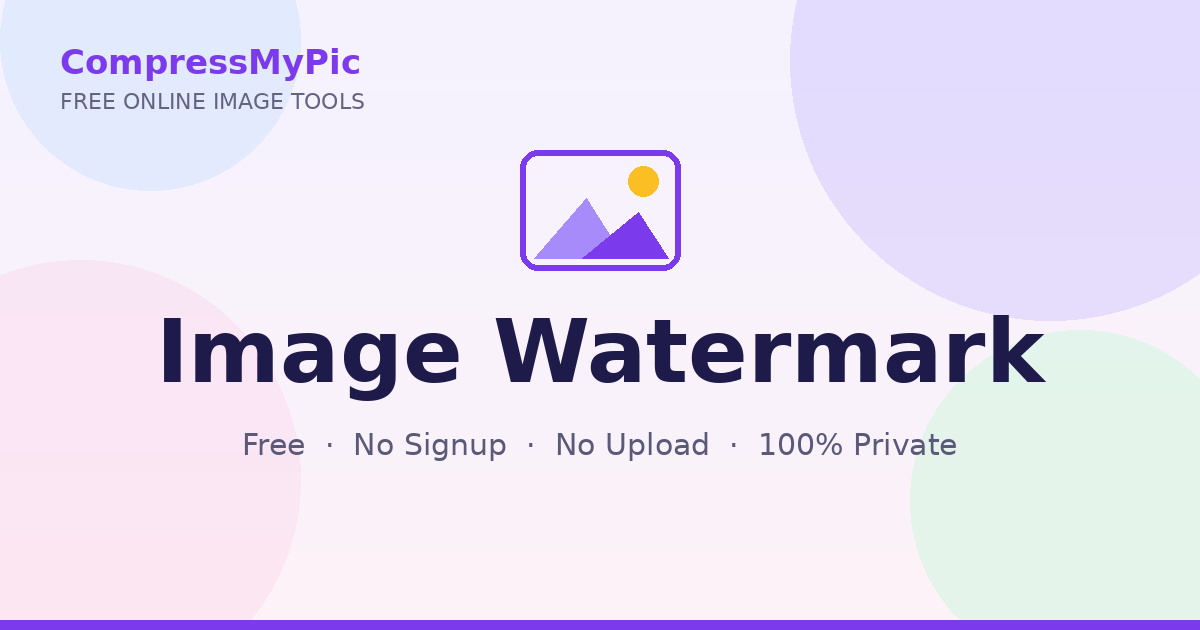 CompressMyPic
FREE ONLINE IMAGE TOOLS
Image Watermark
Free · No Signup · No Upload · 100% Private